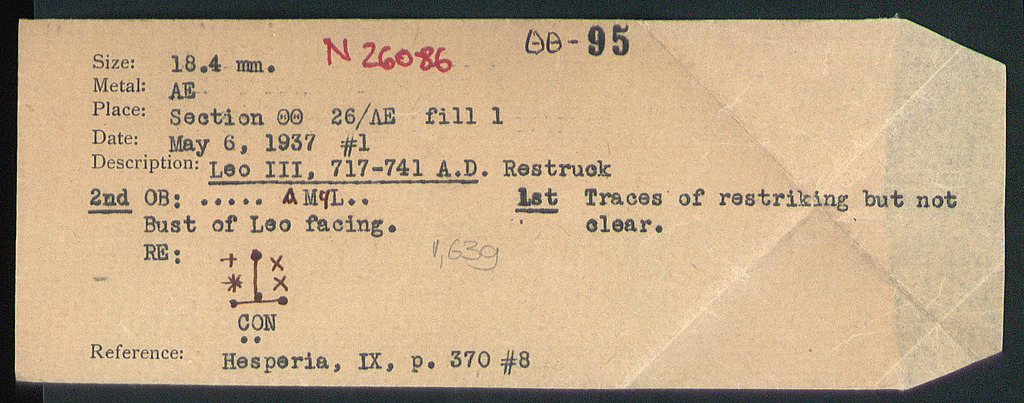 N 26086
ΘΘ-95
Size: 18.4 mm.
Metal: AE
Place: Section ΘΘ 26/ΛE fill 1
Date: May 6, 1937 #1
Description: Leo III, 717-741 A.D. Restruck
2nd OB: ..... Δ MЧL.. 1st Traces of restriking but not
Bust of Leo facing. clear.
RE:
+ X
* X
CON
1,639
Reference: Hesperia, IX, p. 370 #8